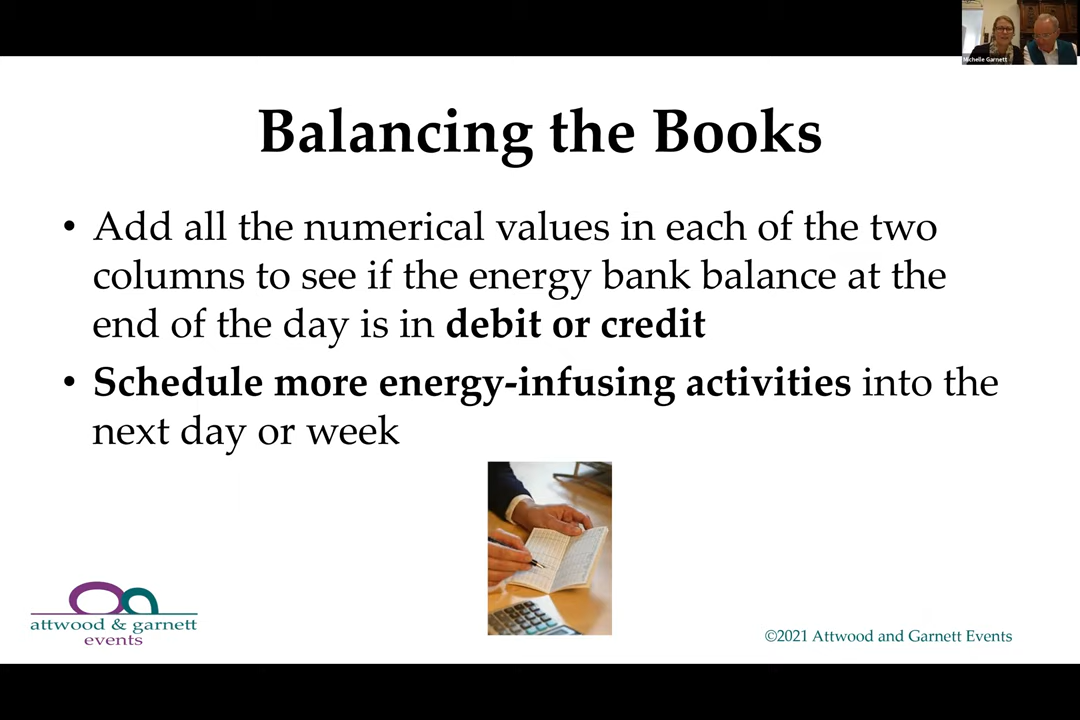 Michelle Garnett
Balancing the Books
• Add all the numerical values in each of the two
columns to see if the energy bank balance at the
end of the day is in debit or credit
• Schedule more energy-infusing activities into the
next day or week
attwood & garnett
events
©2021 Attwood and Garnett Events